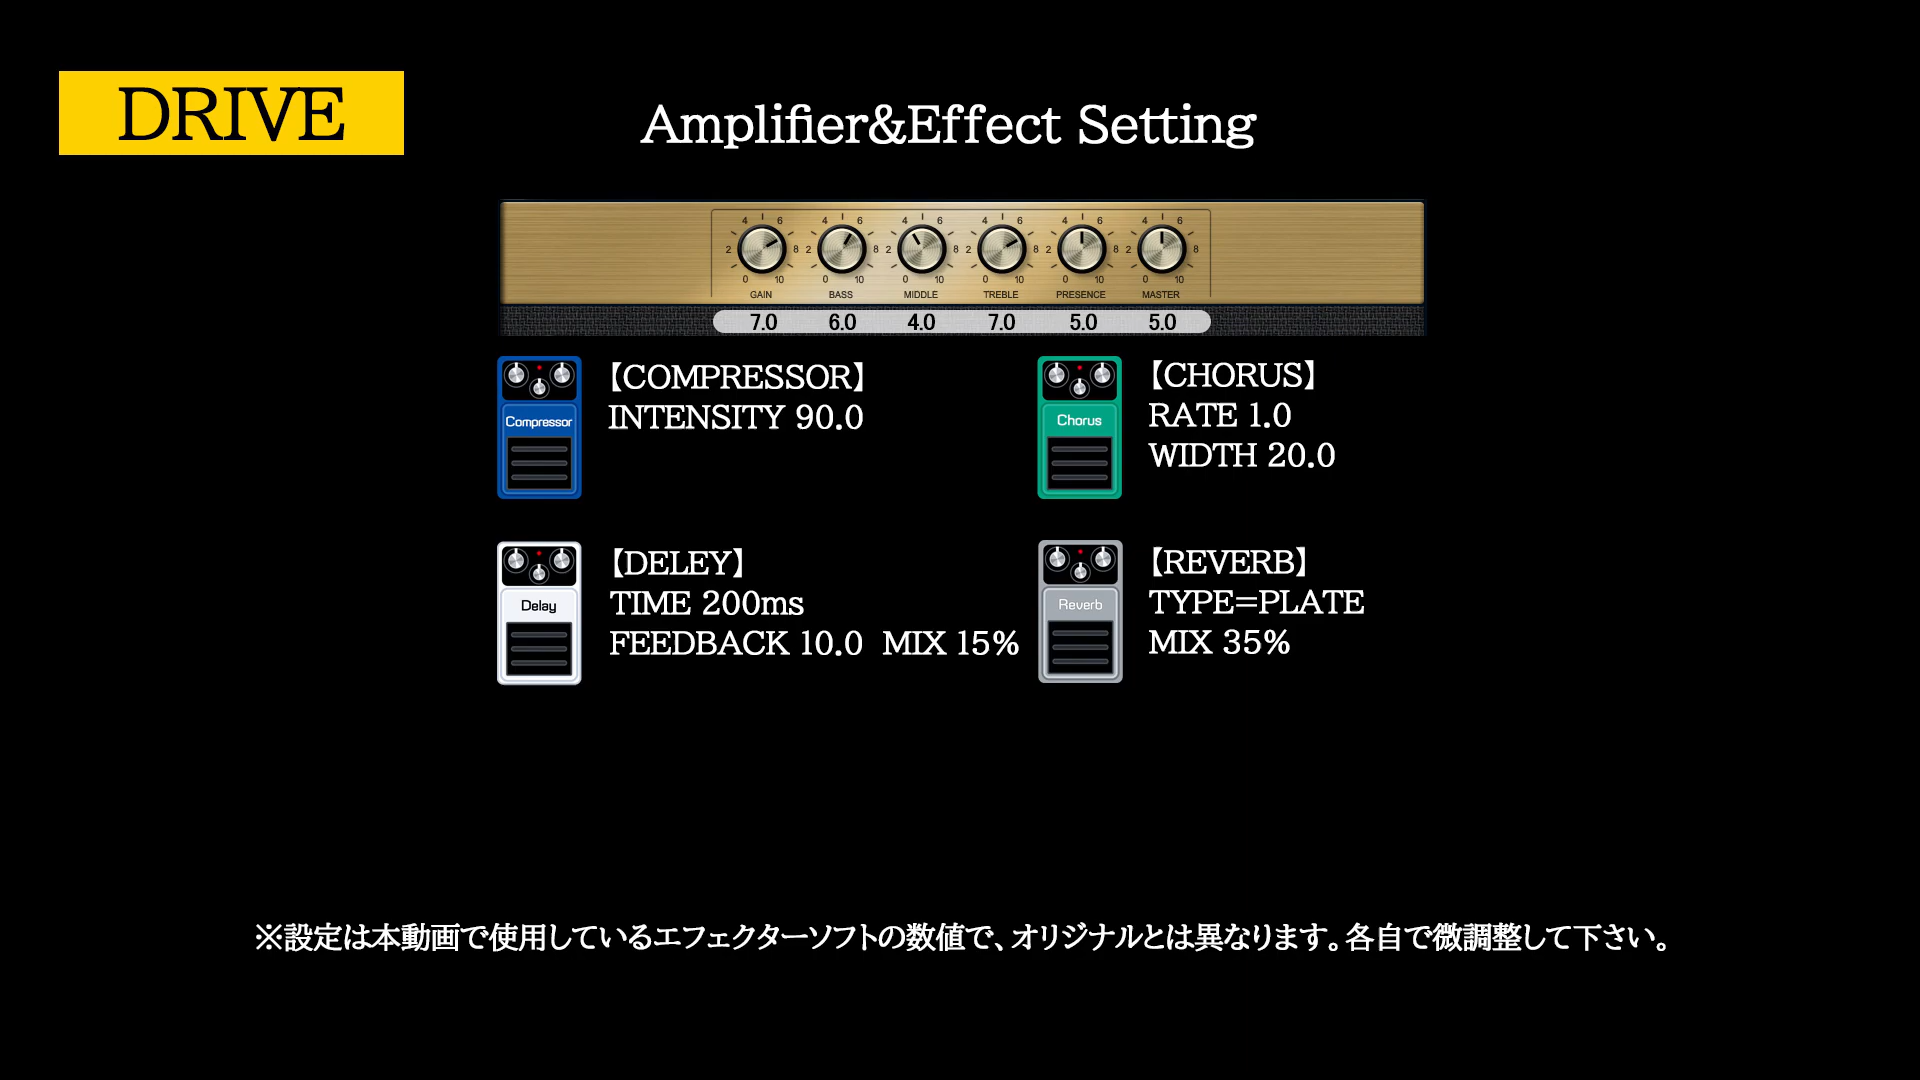 DRIVE
Amplifier&Effect Setting
4 6 4 6 4 6 4 6 4 6 4 6
2 8 2 8 2 8 2 8 2 8 2 8
0 10 0 10 0 10 0 10 0 10 0 10
GAIN BASS MIDDLE TREBLE PRESENCE MASTER
7.0 6.0 4.0 7.0 5.0 5.0
Compressor
【COMPRESSOR】
INTENSITY 90.0
Chorus
【CHORUS】
RATE 1.0
WIDTH 20.0
Delay
【DELEY】
TIME 200ms
FEEDBACK 10.0 MIX 15%
Reverb
【REVERB】
TYPE=PLATE
MIX 35%
※設定は本動画で使用しているエフェクターソフトの数値で、オリジナルとは異なります。各自で微調整して下さい。